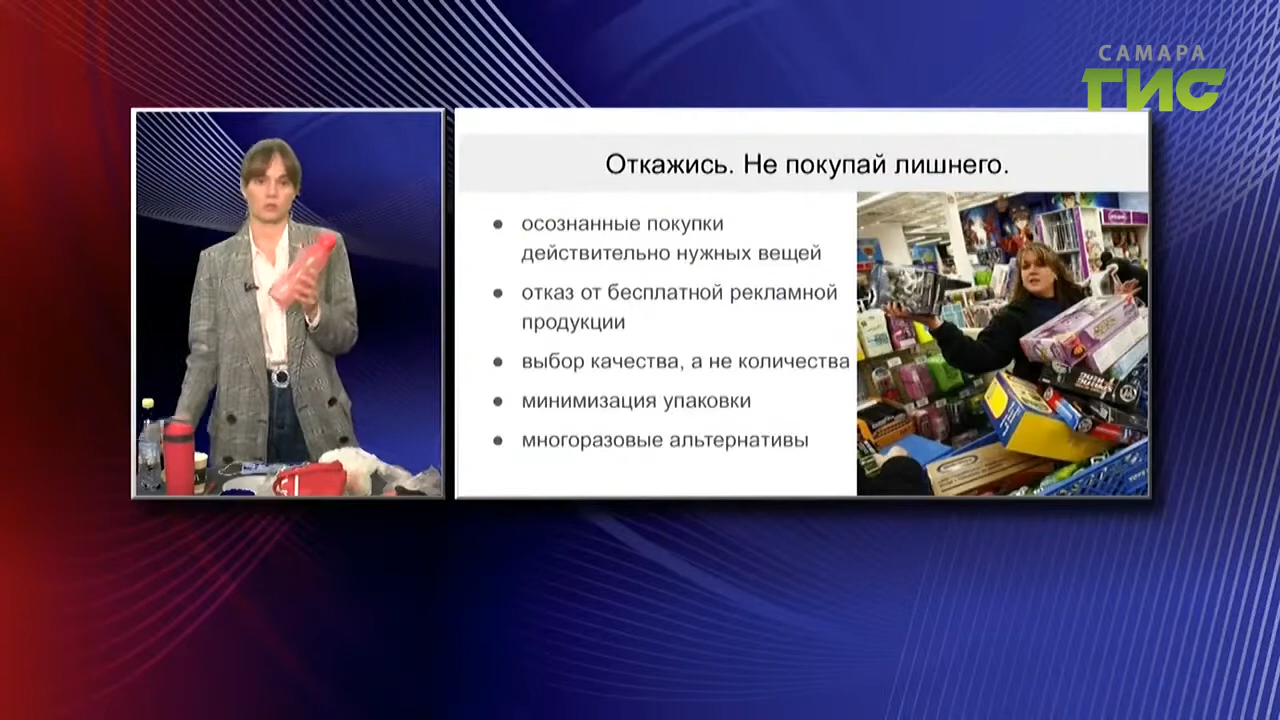 САМАРА
ГИС
Откажись. Не покупай лишнего.
● осознанные покупки
действительно нужных вещей
● отказ от бесплатной рекламной
продукции
● выбор качества, а не количества
● минимизация упаковки
● многоразовые альтернативы